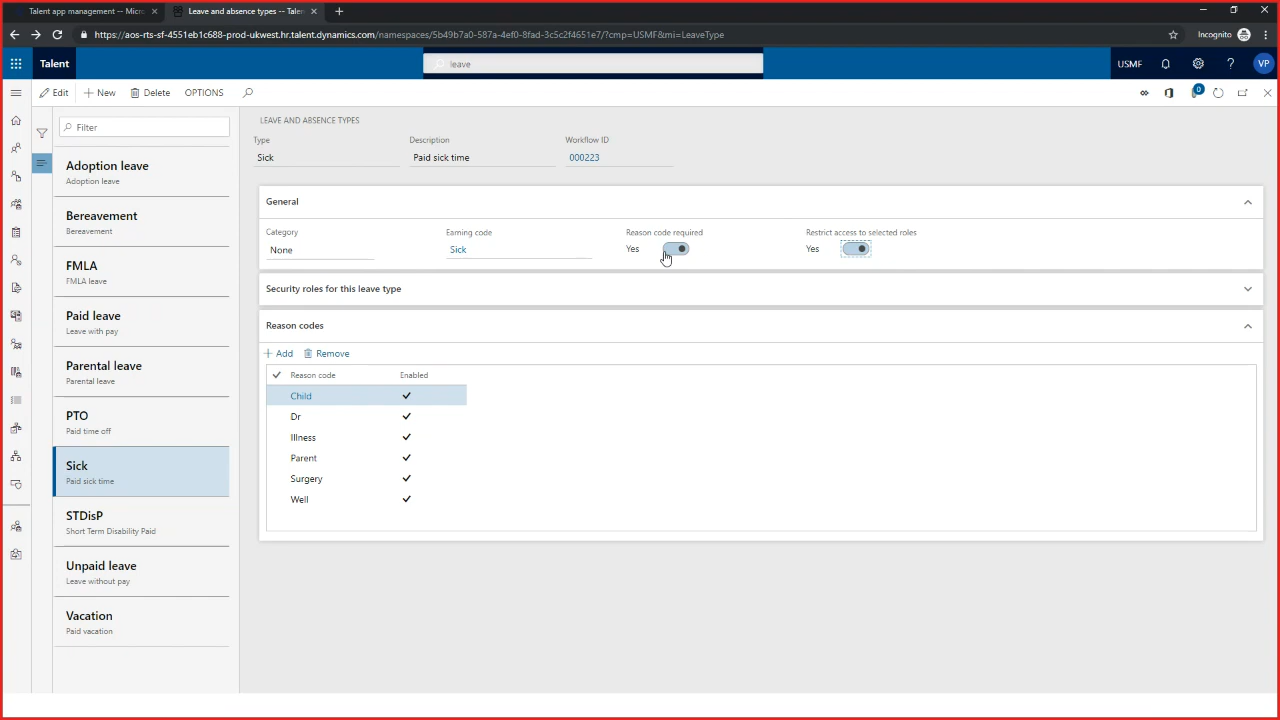 Talent app management -- Micro
Leave and absence types -- Talen
https://aos-rts-sf-4551eb1c688-prod-ukwest.hr.talent.dynamics.com/namespaces/5b49b7a0-587a-4ef0-8fad-3c5c2f4651e7/?cmp=USMF&mi=LeaveType
Incognito
Talent
leave
USMF
?
VP
Edit
New
Delete
OPTIONS
0
Filter
Adoption leave
Adoption leave
Bereavement
Bereavement
FMLA
FMLA leave
Paid leave
Leave with pay
Parental leave
Parental leave
PTO
Paid time off
Sick
Paid sick time
STDisP
Short Term Disability Paid
Unpaid leave
Leave without pay
Vacation
Paid vacation
LEAVE AND ABSENCE TYPES
Type Description Workflow ID
Sick Paid sick time 000223
General
Category Earning code Reason code required Restrict access to selected roles
None Sick Yes Yes
Security roles for this leave type
Reason codes
Add Remove
Reason code Enabled
Child
Dr
Illness
Parent
Surgery
Well